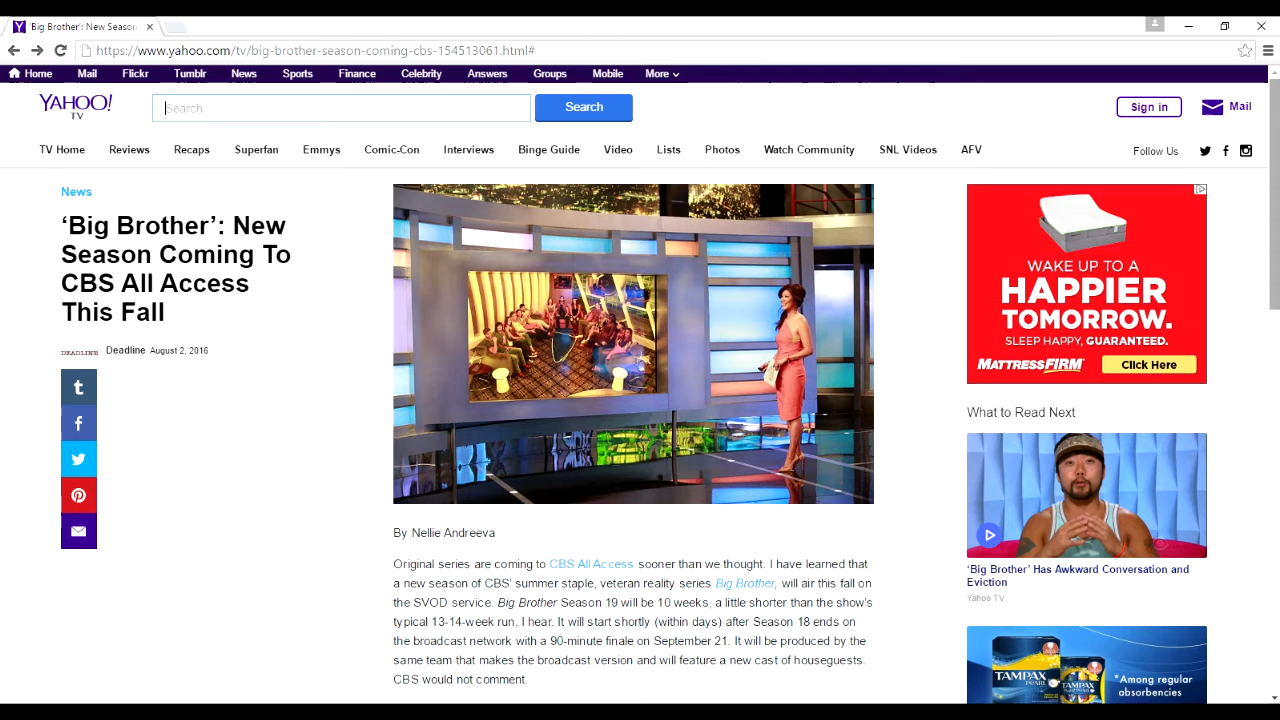 'Big Brother': New Season
https://www.yahoo.com/tv/big-brother-season-coming-cbs-154513061.html#
Home Mail Flickr Tumblr News Sports Finance Celebrity Answers Groups Mobile More
YAHOO!
TV
Search
Search
Sign in
Mail
TV Home Reviews Recaps Superfan Emmys Comic-Con Interviews Binge Guide Video Lists Photos Watch Community SNL Videos AFV
Follow Us
News
‘Big Brother’: New
Season Coming To
CBS All Access
This Fall
DEADLINE Deadline August 2, 2016
By Nellie Andreeva
Original series are coming to CBS All Access sooner than we thought. I have learned that
a new season of CBS’ summer staple, veteran reality series Big Brother, will air this fall on
the SVOD service. Big Brother Season 19 will be 10 weeks, a little shorter than the show’s
typical 13-14-week run, I hear. It will start shortly (within days) after Season 18 ends on
the broadcast network with a 90-minute finale on September 21. It will be produced by the
same team that makes the broadcast version and will feature a new cast of houseguests.
CBS would not comment.
WAKE UP TO A
HAPPIER
TOMORROW.
SLEEP HAPPY, GUARANTEED.
MATTRESS FIRM
Click Here
What to Read Next
‘Big Brother’ Has Awkward Conversation and
Eviction
Yahoo TV
TAMPAX
PEARL
TAMPAX
PEARL
*Among regular
absorbencies